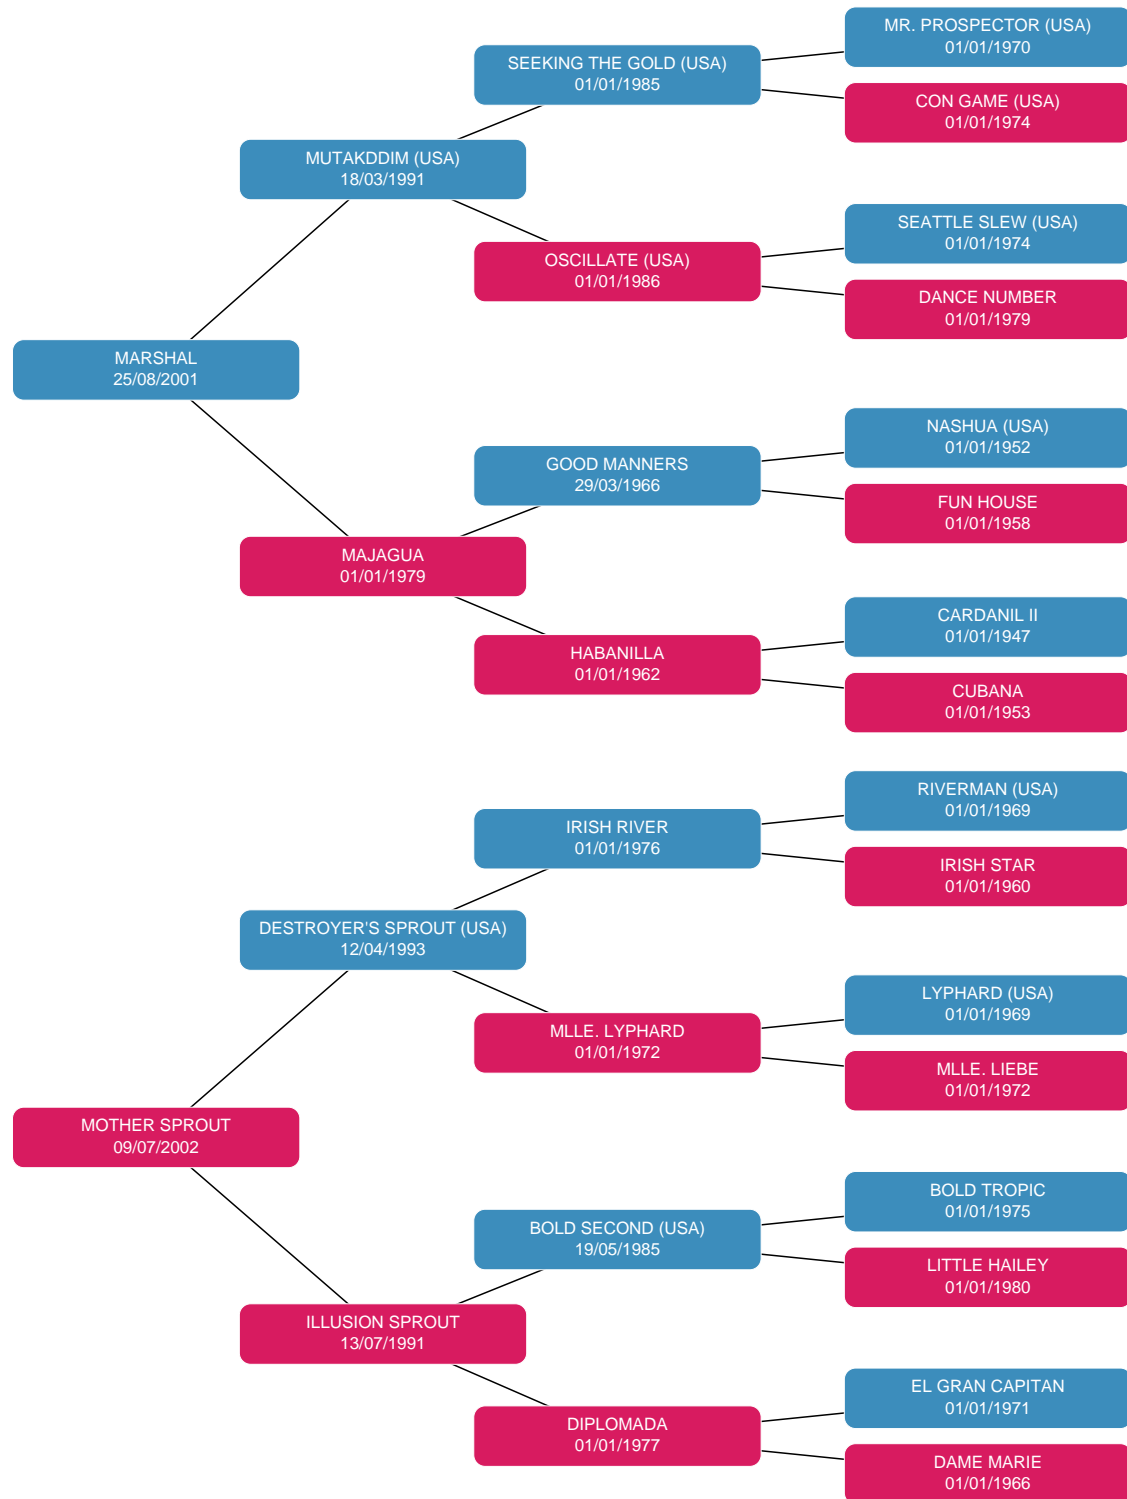 MR. PROSPECTOR (USA)
01/01/1970
SEEKING THE GOLD (USA)
01/01/1985
CON GAME (USA)
01/01/1974
MUTAKDDIM (USA)
18/03/1991
SEATTLE SLEW (USA)
01/01/1974
OSCILLATE (USA)
01/01/1986
DANCE NUMBER
01/01/1979
MARSHAL
25/08/2001
NASHUA (USA)
01/01/1952
GOOD MANNERS
29/03/1966
FUN HOUSE
01/01/1958
MAJAGUA
01/01/1979
CARDANIL II
01/01/1947
HABANILLA
01/01/1962
CUBANA
01/01/1953
RIVERMAN (USA)
01/01/1969
IRISH RIVER
01/01/1976
IRISH STAR
01/01/1960
DESTROYER'S SPROUT (USA)
12/04/1993
LYPHARD (USA)
01/01/1969
MLLE. LYPHARD
01/01/1972
MLLE. LIEBE
01/01/1972
MOTHER SPROUT
09/07/2002
BOLD TROPIC
01/01/1975
BOLD SECOND (USA)
19/05/1985
LITTLE HAILEY
01/01/1980
ILLUSION SPROUT
13/07/1991
EL GRAN CAPITAN
01/01/1971
DIPLOMADA
01/01/1977
DAME MARIE
01/01/1966